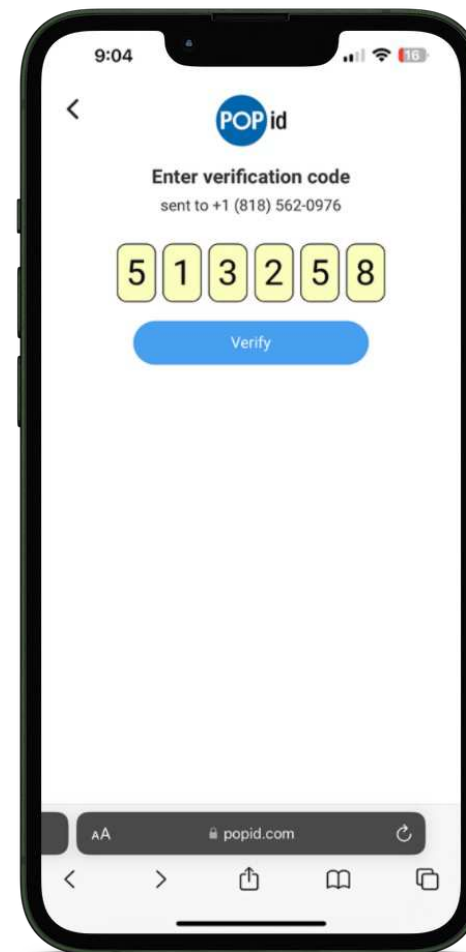 9:04
16
POP id
Enter verification code
sent to +1 (818) 562-0976
5 1 3 2 5 8
Verify
AA popid.com